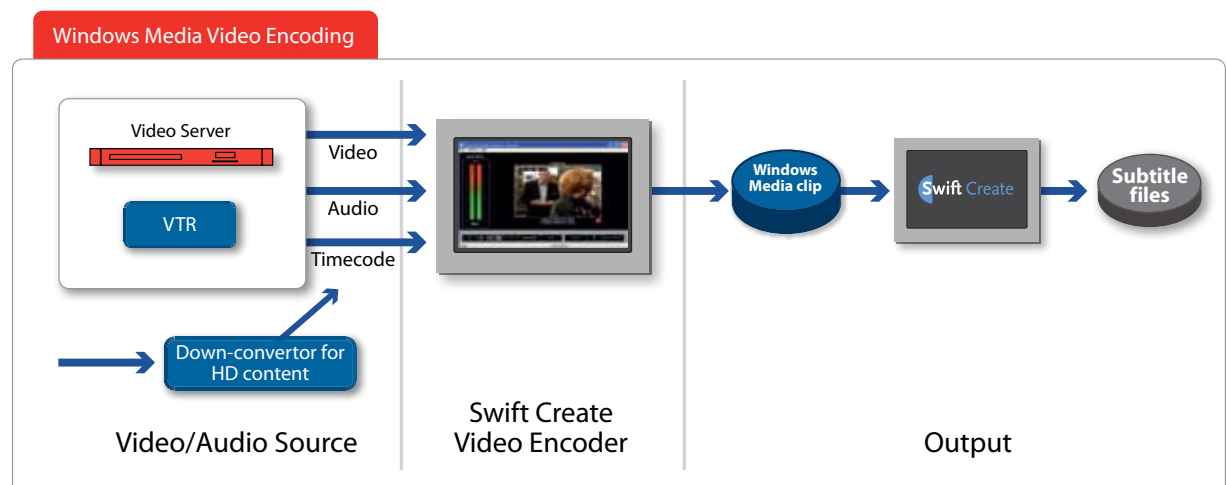 Windows Media Video Encoding
Video Server
VTR
Video
Audio
Timecode
Down-convertor for
HD content
Windows
Media clip
Swift Create
Subtitle
files
Video/Audio Source
Swift Create
Video Encoder
Output